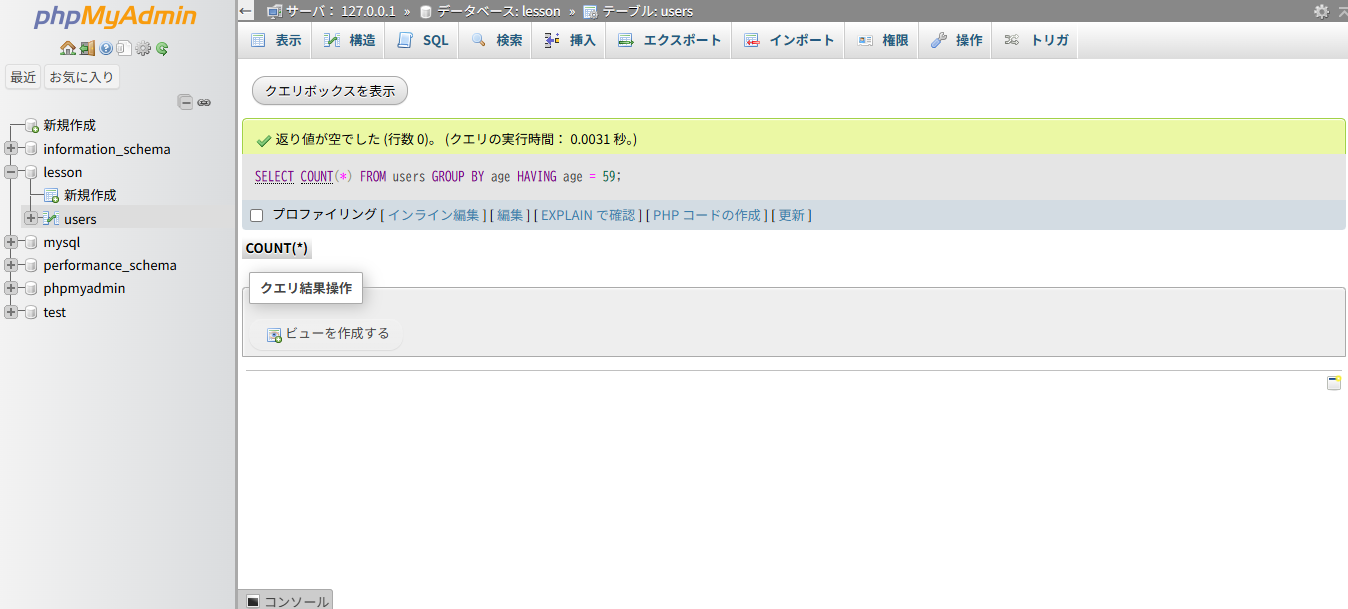 phpMyAdmin
最近 お気に入り
新規作成
information_schema
lesson
新規作成
users
mysql
performance_schema
phpmyadmin
test
サーバ: 127.0.0.1 » データベース: lesson » テーブル: users
表示 構造 SQL 検索 挿入 エクスポート インポート 権限 操作 トリガ
クエリボックスを表示
返り値が空でした (行数 0)。 (クエリの実行時間： 0.0031 秒。)
SELECT COUNT(*) FROM users GROUP BY age HAVING age = 59;
プロファイリング [ インライン編集 ] [ 編集 ] [ EXPLAIN で確認 ] [ PHP コードの作成 ] [ 更新 ]
COUNT(*)
クエリ結果操作
ビューを作成する
コンソール